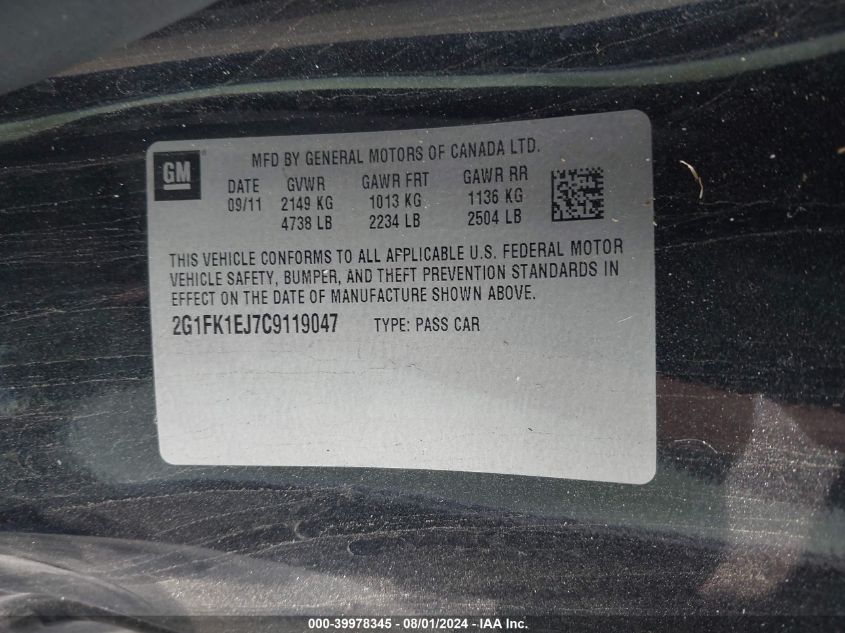 GM
MFD BY GENERAL MOTORS OF CANADA LTD.
DATE GVWR GAWR FRT GAWR RR
09/11 2149 KG 1013 KG 1136 KG
4738 LB 2234 LB 2504 LB
THIS VEHICLE CONFORMS TO ALL APPLICABLE U.S. FEDERAL MOTOR
VEHICLE SAFETY, BUMPER, AND THEFT PREVENTION STANDARDS IN
EFFECT ON THE DATE OF MANUFACTURE SHOWN ABOVE.
2G1FK1EJ7C9119047 TYPE: PASS CAR
000-39978345 - 08/01/2024 - IAAI.com